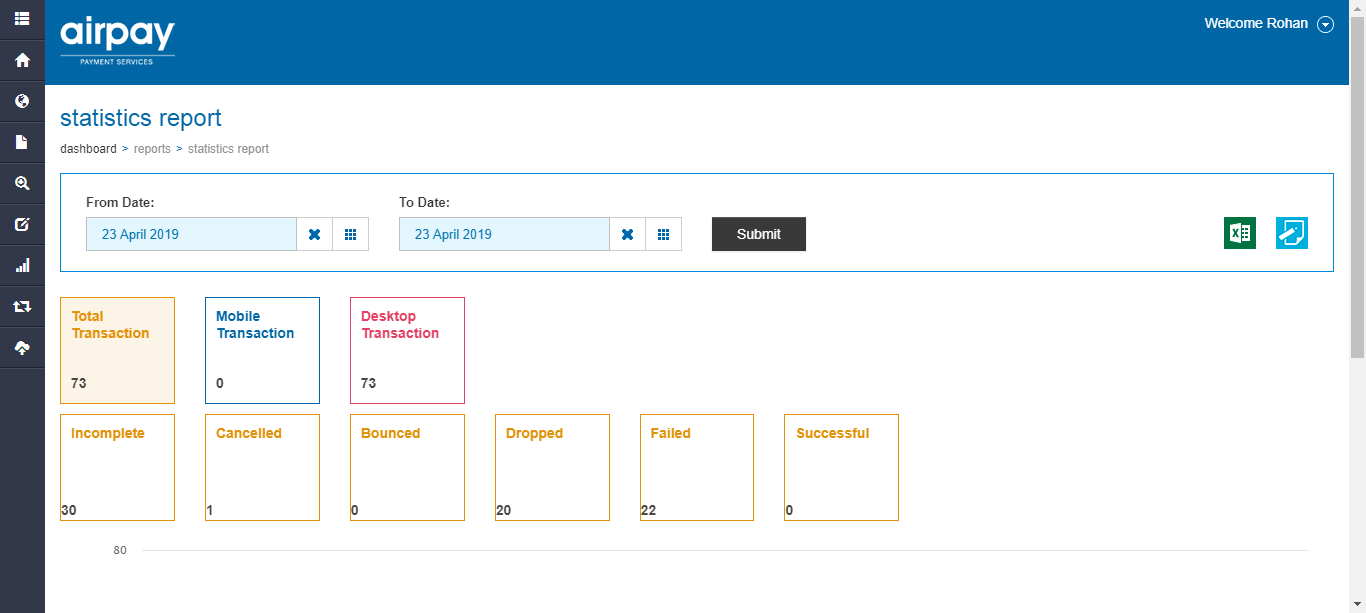 airpay
PAYMENT SERVICES
Welcome Rohan
statistics report
dashboard > reports > statistics report
From Date:
To Date:
23 April 2019
23 April 2019
Submit
Total
Transaction
73
Mobile
Transaction
0
Desktop
Transaction
73
Incomplete
30
Cancelled
1
Bounced
0
Dropped
20
Failed
22
Successful
0
80